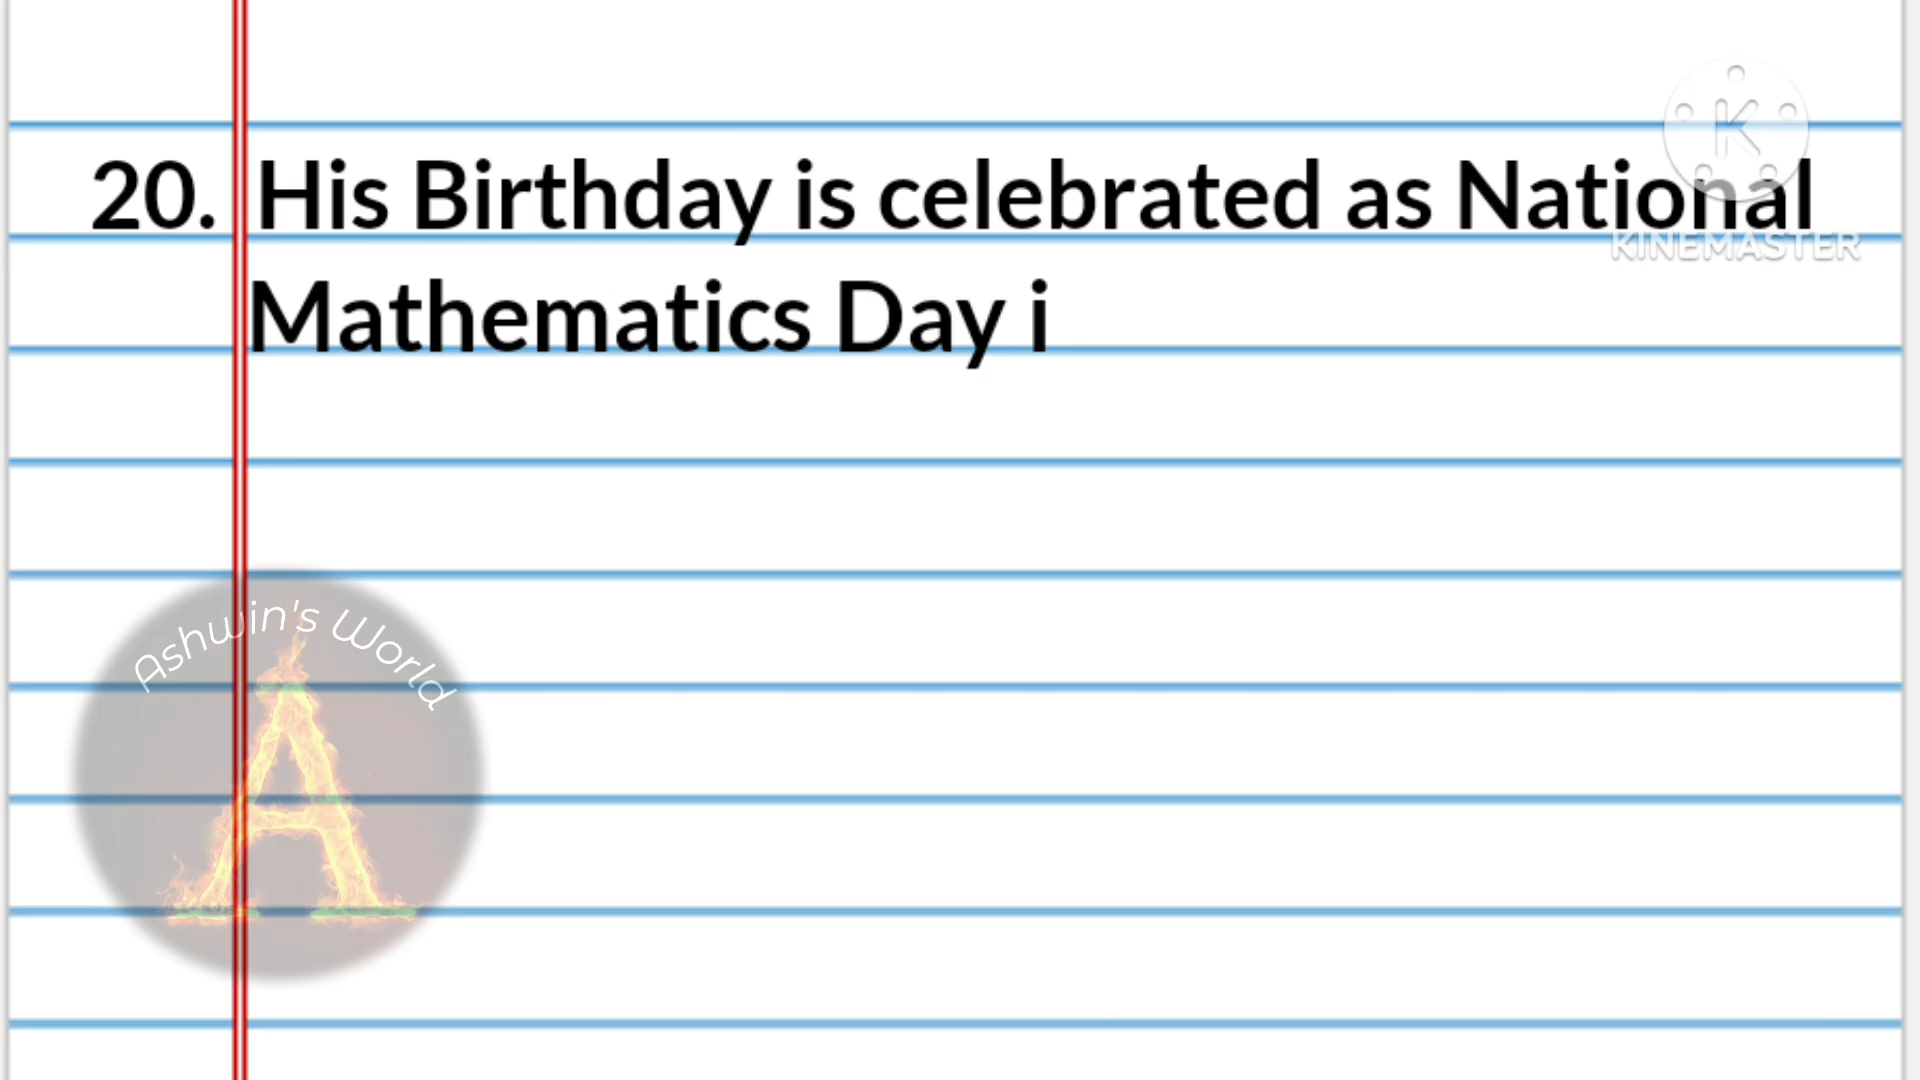 20. His Birthday is celebrated as National
Mathematics Day i
KINEMASTER
Ashwin's World
A